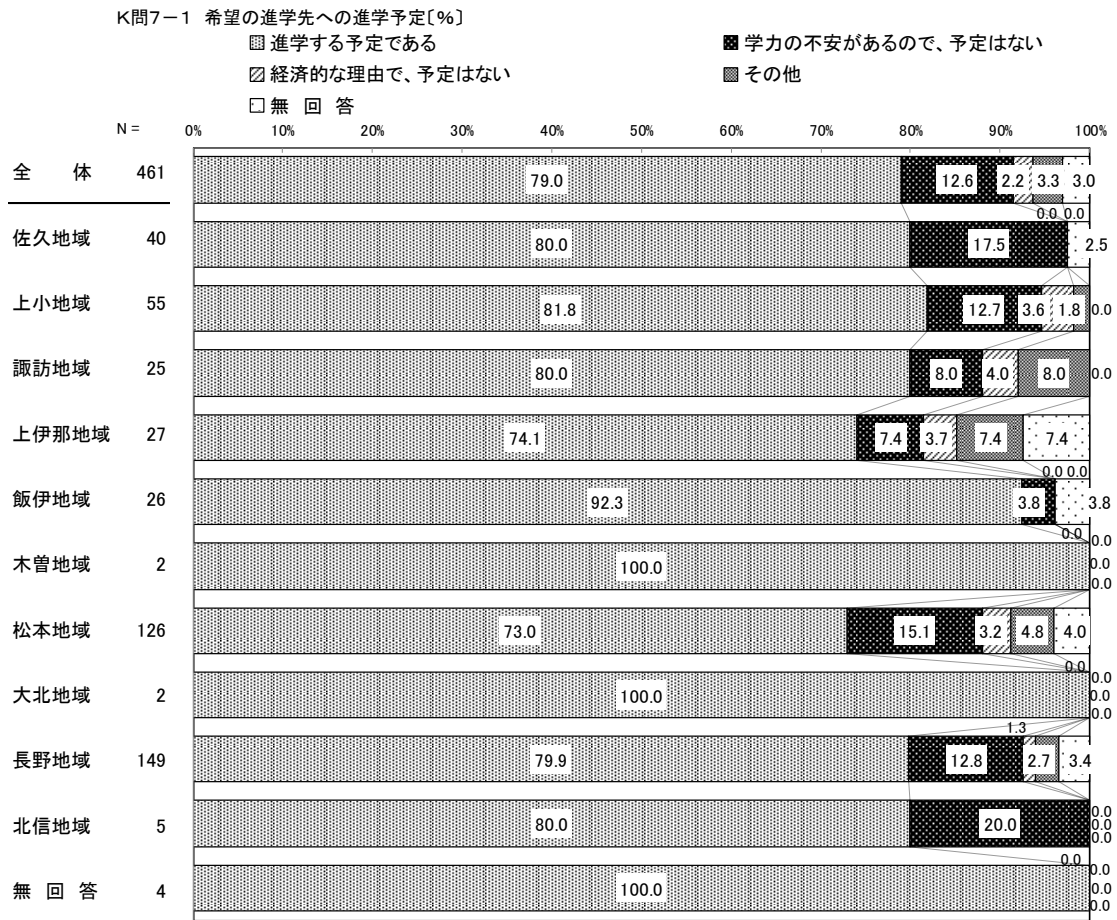 K問7-1 希望の進学先への進学予定〔%〕
進学する予定である 学力の不安があるので、予定はない
経済的な理由で、予定はない その他
無 回 答
N = 0% 10% 20% 30% 40% 50% 60% 70% 80% 90% 100%
全 体 461 79.0 12.6 2.2 3.3 3.0
0.0 0.0
佐久地域 40 80.0 17.5 2.5
上小地域 55 81.8 12.7 3.6 1.8 0.0
諏訪地域 25 80.0 8.0 4.0 8.0 0.0
上伊那地域 27 74.1 7.4 3.7 7.4 7.4
0.0 0.0
飯伊地域 26 92.3 3.8 3.8
0.0 0.0
木曽地域 2 100.0 0.0
0.0
松本地域 126 73.0 15.1 3.2 4.8 4.0
0.0 0.0
大北地域 2 100.0 0.0
0.0
1.3
長野地域 149 79.9 12.8 2.7 3.4
0.0
北信地域 5 80.0 20.0 0.0
0.0
0.0 0.0
無 回 答 4 100.0 0.0
0.0